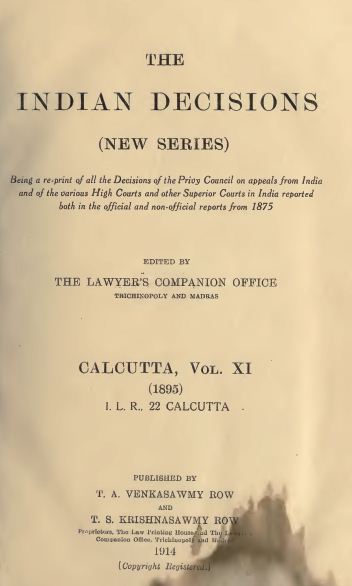 THE
INDIAN DECISIONS
(NEW SERIES)
Being a re-print of all the Decisions of the Privy Council on appeals from India
and of the various High Courts and other Superior Courts in India reported
both in the official and non-official reports from 1875
EDITED BY
THE LAWYER'S COMPANION OFFICE
TRICHINOPOLY AND MADRAS
CALCUTTA, VOL. XI
(1895)
I. L. R., 22 CALCUTTA
PUBLISHED BY
T. A. VENKASAWMY ROW
AND
T. S. KRISHNASAWMY ROW
Proprietors, The Law Printing House and The
Companion Office, Trichinopoly and
1914
[Copyright Registered.]